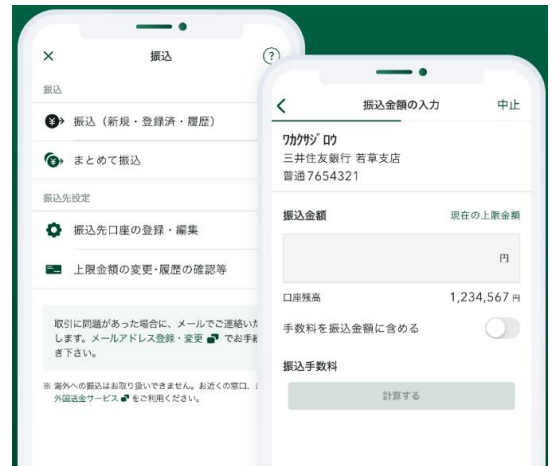 振込
?
振込
振込（新規・登録済・履歴）
まとめて振込
振込先設定
振込先口座の登録・編集
上限金額の変更・履歴の確認等
取引に問題があった場合に、メールでご連絡いた
します。メールアドレス登録・変更 でお手続
き下さい。
※ 海外への振込はお取り扱いできません。お近くの窓口、
外国送金サービス をご利用ください。
振込金額の入力
中止
ワカクサジロウ
三井住友銀行 若草支店
普通7654321
振込金額
現在の上限金額
円
口座残高
1,234,567 円
手数料を振込金額に含める
振込手数料
計算する